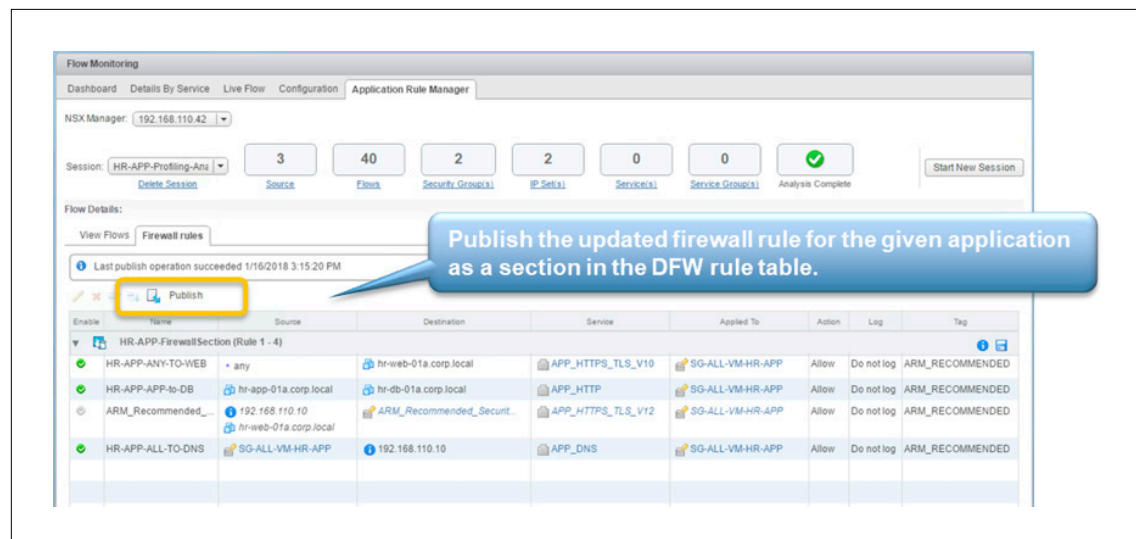 Flow Monitoring
Dashboard Details By Service Live Flow Configuration Application Rule Manager
NSX Manager: 192.168.110.42
Session: HR-APP-Profiling-Ana 3 40 2 2 0 0 Start New Session
Delete Session Source Flows Security Group(s) IP Set(s) Service(s) Service Group(s) Analysis Complete
Flow Details:
View Flows Firewall rules
Last publish operation succeeded 1/16/2018 3:15:20 PM
Publish the updated firewall rule for the given application
as a section in the DFW rule table.
Publish
Enable Name Source Destination Service Applied To Action Log Tag
HR-APP-FirewallSection (Rule 1 - 4)
HR-APP-ANY-TO-WEB any hr-web-01a.corp.local APP_HTTPS_TLS_V10 SG-ALL-VM-HR-APP Allow Do not log ARM_RECOMMENDED
HR-APP-APP-to-DB hr-app-01a.corp.local hr-db-01a.corp.local APP_HTTP SG-ALL-VM-HR-APP Allow Do not log ARM_RECOMMENDED
ARM_Recommended_... 192.168.110.10 ARM_Recommended_Securit... APP_HTTPS_TLS_V12 SG-ALL-VM-HR-APP Allow Do not log ARM_RECOMMENDED
hr-web-01a.corp.local
HR-APP-ALL-TO-DNS SG-ALL-VM-HR-APP 192.168.110.10 APP_DNS SG-ALL-VM-HR-APP Allow Do not log ARM_RECOMMENDED